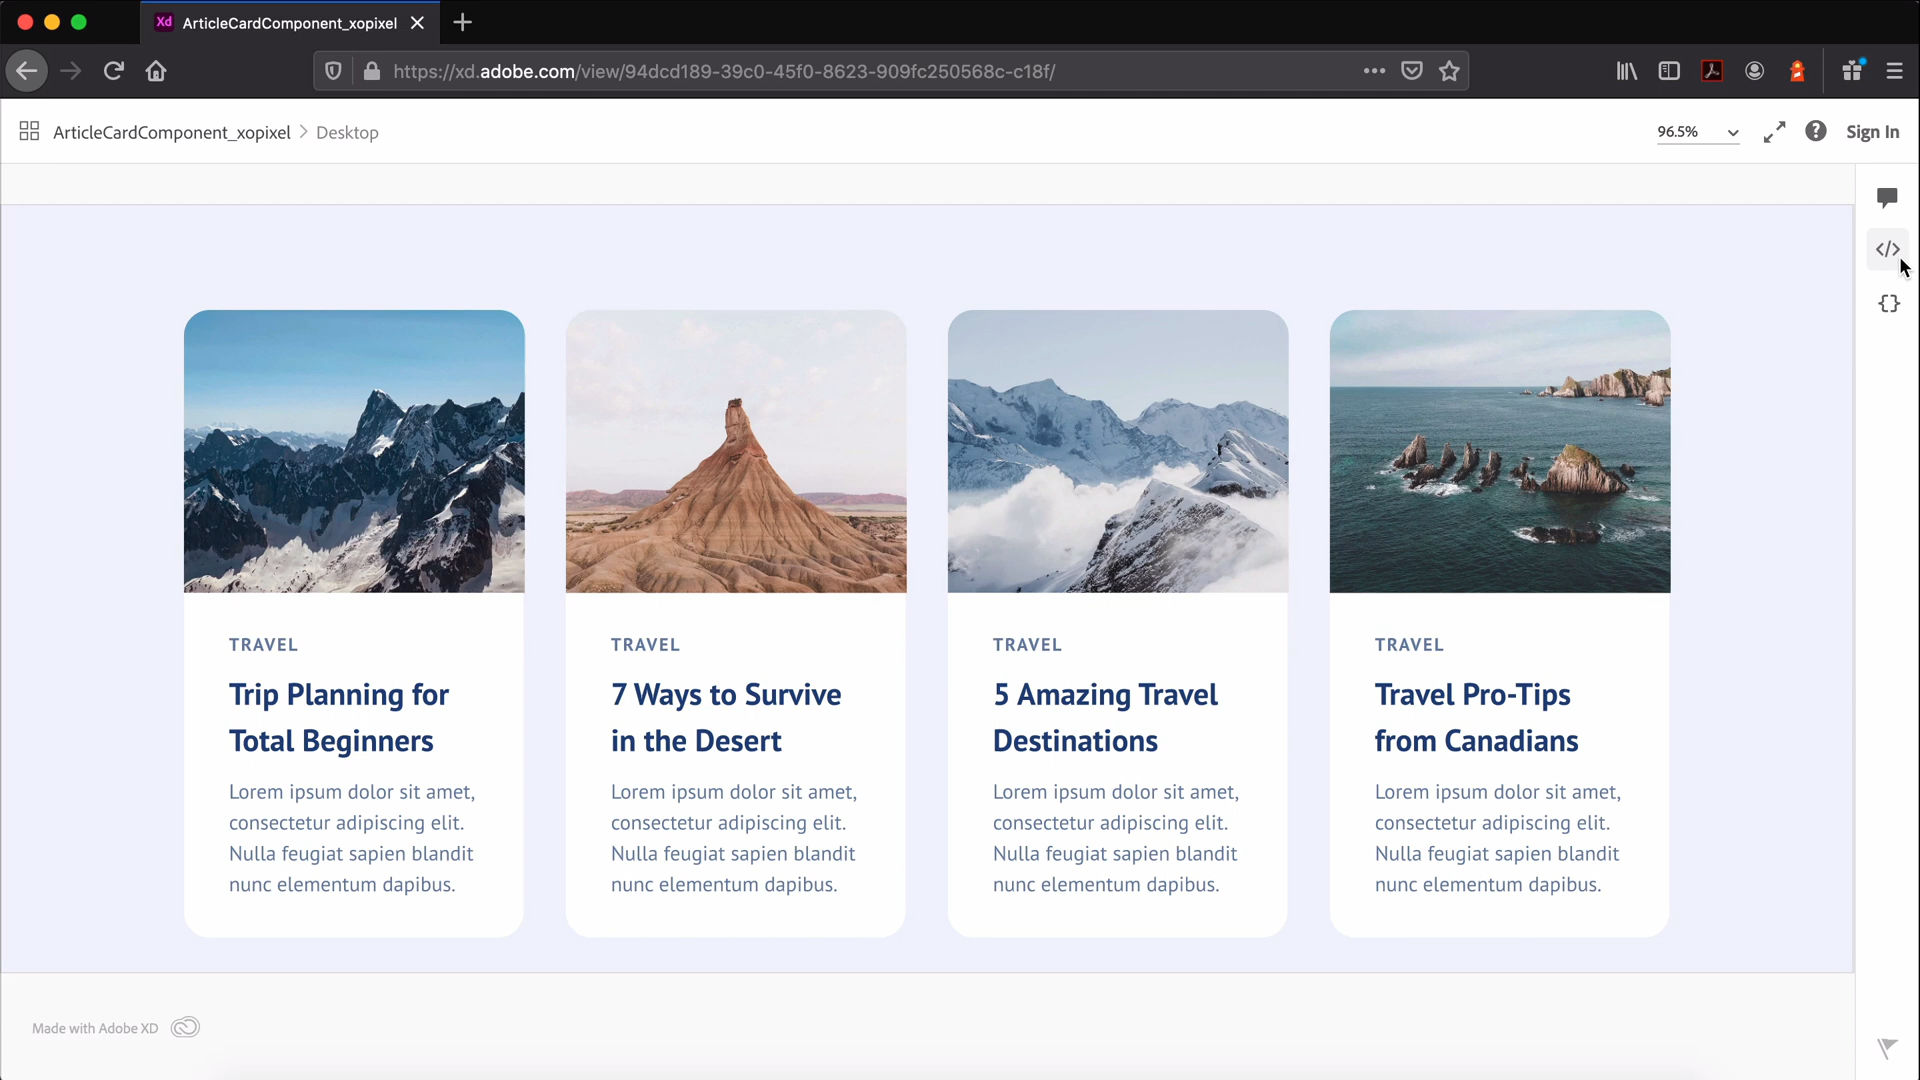 Xd ArticleCardComponent_xopixel
https://xd.adobe.com/view/94dcd189-39c0-45f0-8623-909fc250568c-c18f/
ArticleCardComponent_xopixel > Desktop
96.5%
Sign In
TRAVEL
Trip Planning for
Total Beginners
Lorem ipsum dolor sit amet,
consectetur adipiscing elit.
Nulla feugiat sapien blandit
nunc elementum dapibus.
TRAVEL
7 Ways to Survive
in the Desert
Lorem ipsum dolor sit amet,
consectetur adipiscing elit.
Nulla feugiat sapien blandit
nunc elementum dapibus.
TRAVEL
5 Amazing Travel
Destinations
Lorem ipsum dolor sit amet,
consectetur adipiscing elit.
Nulla feugiat sapien blandit
nunc elementum dapibus.
TRAVEL
Travel Pro-Tips
from Canadians
Lorem ipsum dolor sit amet,
consectetur adipiscing elit.
Nulla feugiat sapien blandit
nunc elementum dapibus.
Made with Adobe XD